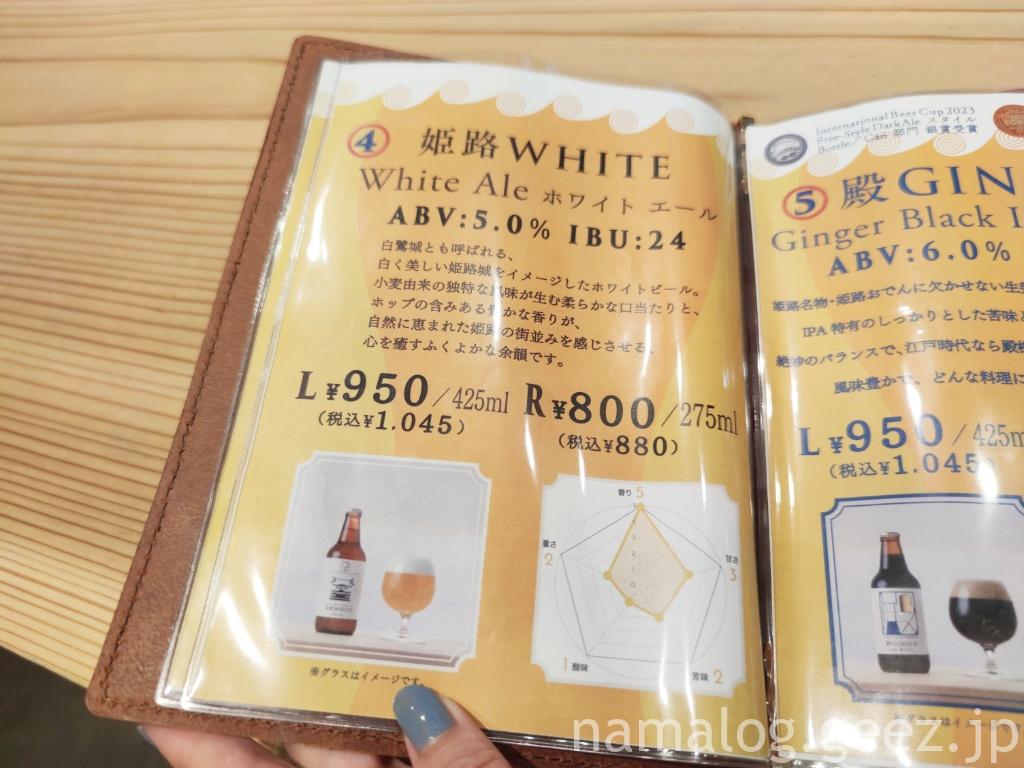 ④ 姫路WHITE
White Ale ホワイト エール
ABV:5.0% IBU:24
白鷺城とも呼ばれる、
白く美しい姫路城をイメージしたホワイトビール。
小麦由来の独特な風味が生む柔らかな口当たりと、
ホップの含みある豊かな香りが、
自然に恵まれた姫路の街並みを感じさせる、
心を癒すふくよかな余韻です。
L ¥950/425ml R ¥800/275ml
(税込¥1.045) (税込¥880)
香り 5
重さ 2
甘さ 3
3
2
1
0
1 酸味
苦味 2
※グラスはイメージです。
International Beer Cup 2023
Free-Style Dark Ale スタイル
Bottle/Can 部門 銀賞受賞
⑤ 殿GIN
Ginger Black I
ABV:6.0%
姫路名物・姫路おでんに欠かせない生
IPA 特有のしっかりとした苦味と
絶妙のバランスで、江戸時代なら殿様
風味豊かで、どんな料理に
L ¥950/425m
(税込¥1.045)
namalog.geez.jp